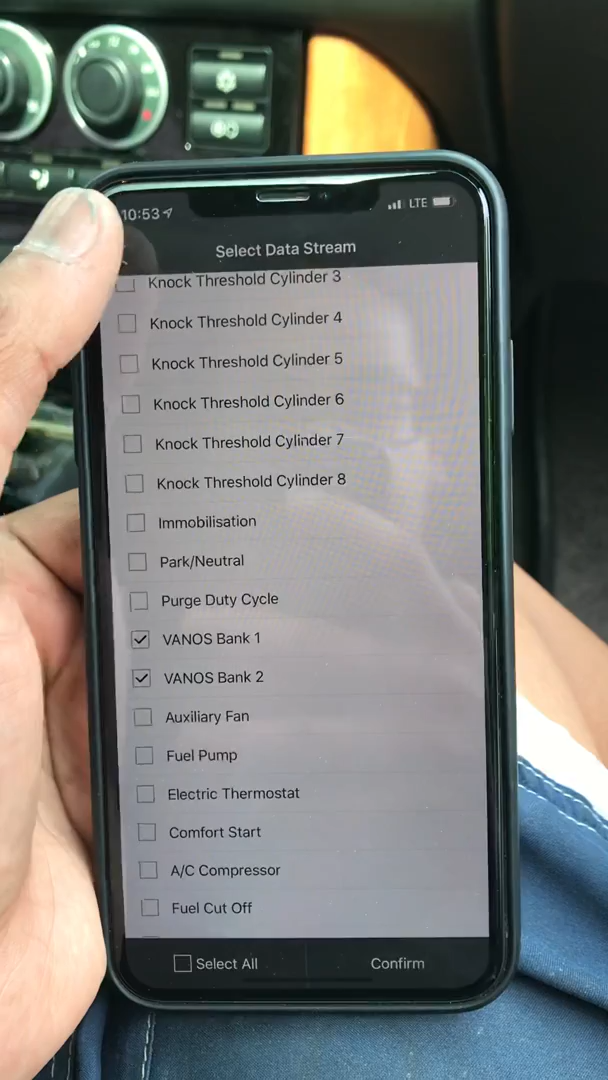 10:53
LTE
Select Data Stream
Knock Threshold Cylinder 3
Knock Threshold Cylinder 4
Knock Threshold Cylinder 5
Knock Threshold Cylinder 6
Knock Threshold Cylinder 7
Knock Threshold Cylinder 8
Immobilisation
Park/Neutral
Purge Duty Cycle
VANOS Bank 1
VANOS Bank 2
Auxiliary Fan
Fuel Pump
Electric Thermostat
Comfort Start
A/C Compressor
Fuel Cut Off
Select All
Confirm